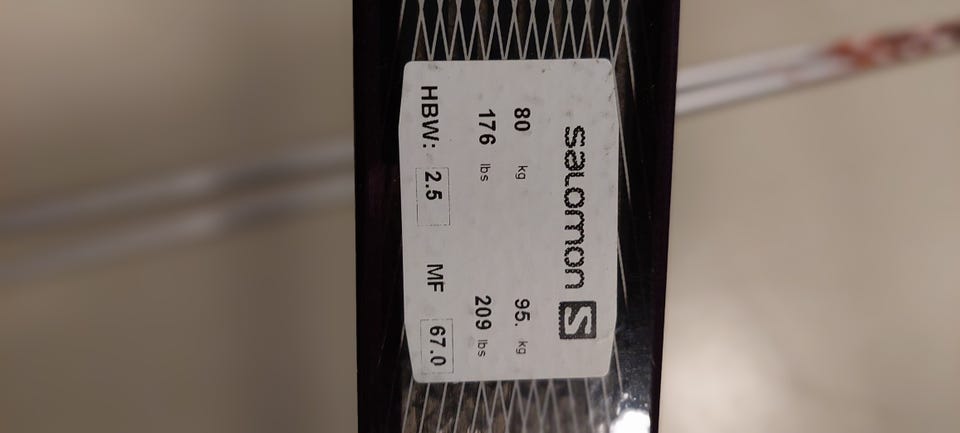 salomon S
80 kg 95. kg
176 lbs 209 lbs
HBW: 2.5 MF 67.0